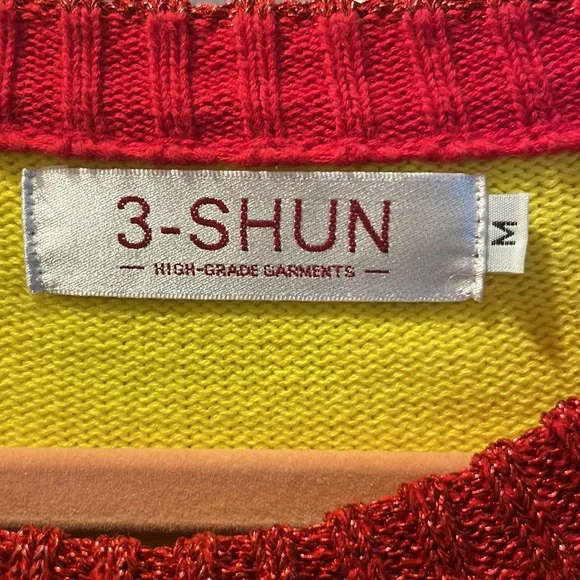 3-SHUN
— HIGH-GRADE GARMENTS —
M